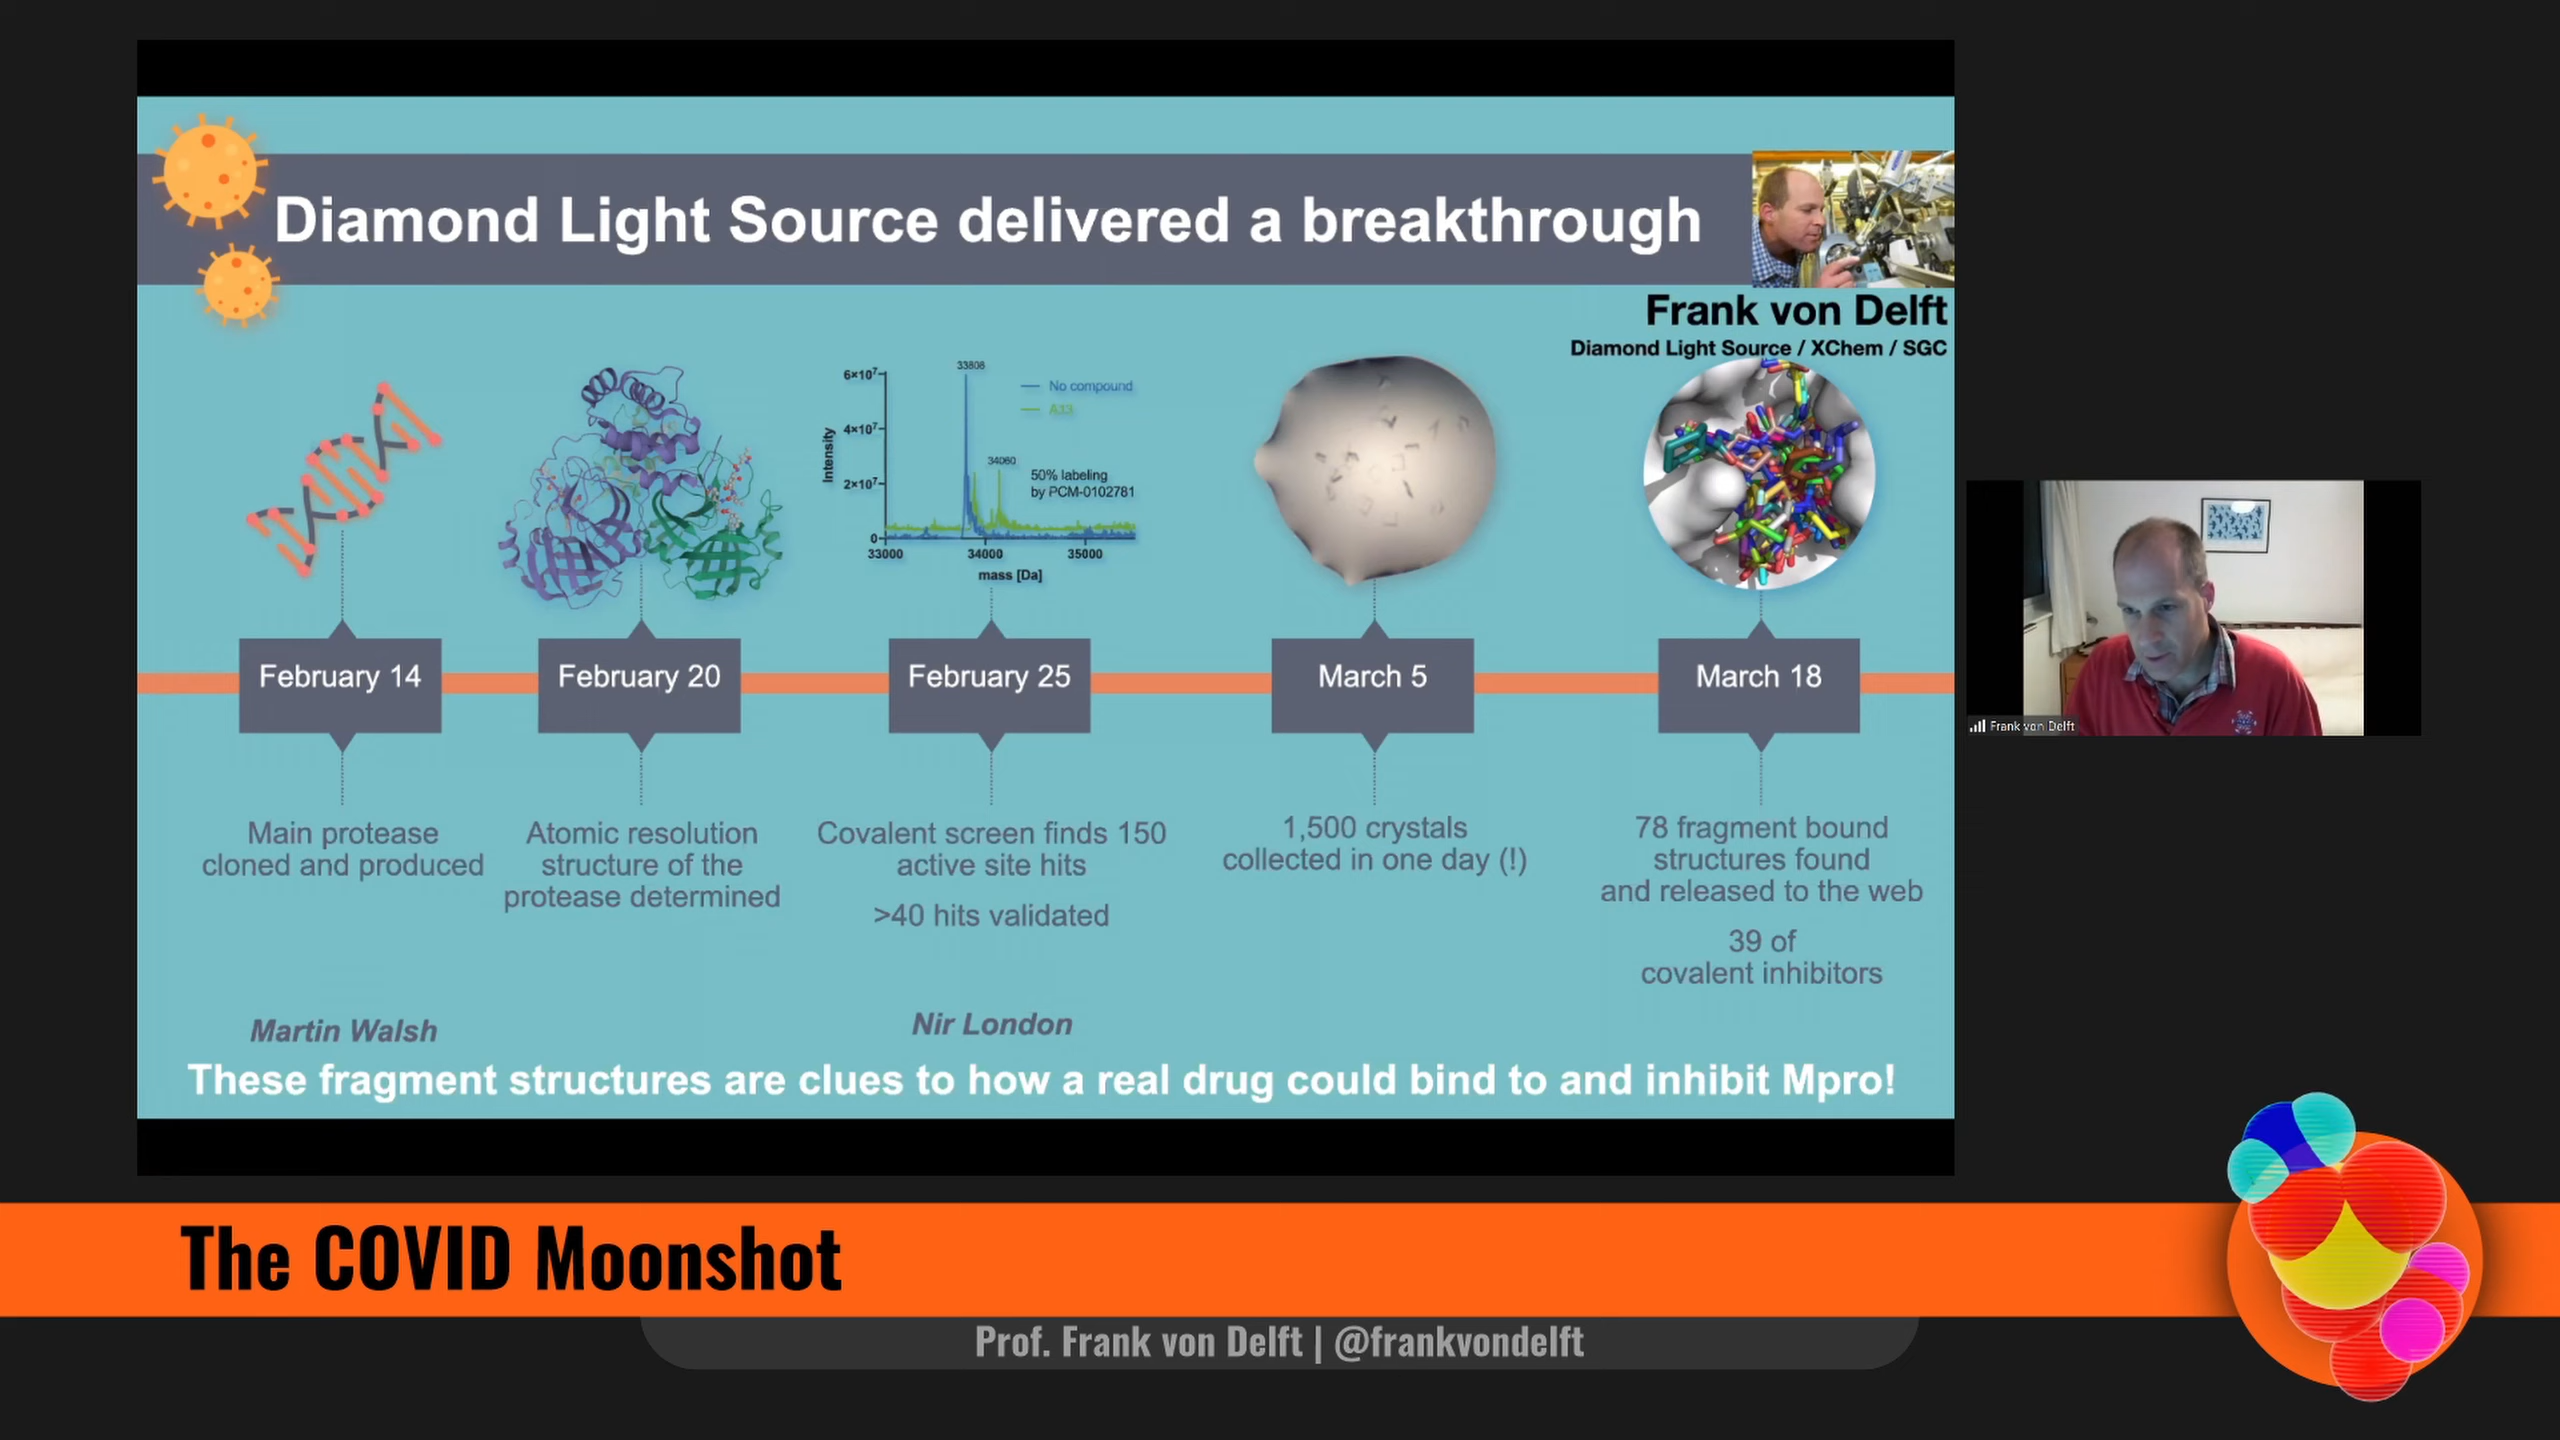 Diamond Light Source delivered a breakthrough
Frank von Delft
Diamond Light Source / XChem / SGC
6×10⁷
4×10⁷
2×10⁷
0
Intensity
33808
34060
No compound
A33
50% labeling
by PCM-0102781
33000
34000
35000
mass [Da]
February 14
February 20
February 25
March 5
March 18
Main protease
cloned and produced
Atomic resolution
structure of the
protease determined
Covalent screen finds 150
active site hits
>40 hits validated
1,500 crystals
collected in one day (!)
78 fragment bound
structures found
and released to the web
39 of
covalent inhibitors
Martin Walsh
Nir London
These fragment structures are clues to how a real drug could bind to and inhibit Mpro!
Frank von Delft
The COVID Moonshot
Prof. Frank von Delft | @frankvondelft